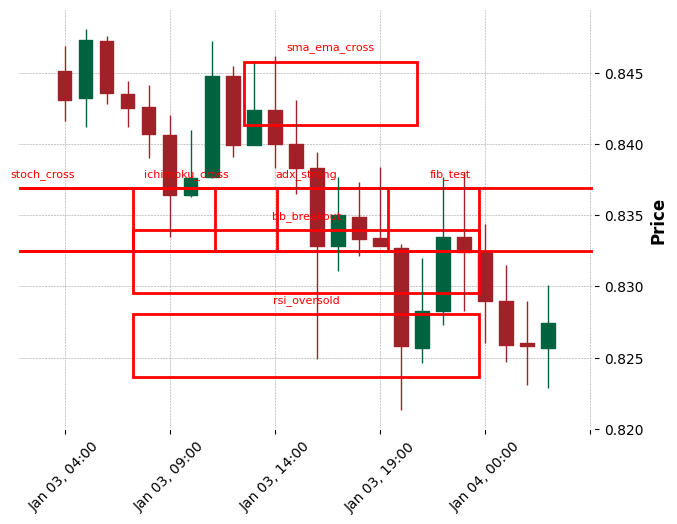 sma_ema_cross
0.845
0.840
stoch_cross ichimoku_cross adx_strong fib_test
0.835
bb_breakout
Price
0.830
rsi_oversold
0.825
0.820
Jan 03, 04:00
Jan 03, 09:00
Jan 03, 14:00
Jan 03, 19:00
Jan 04, 00:00